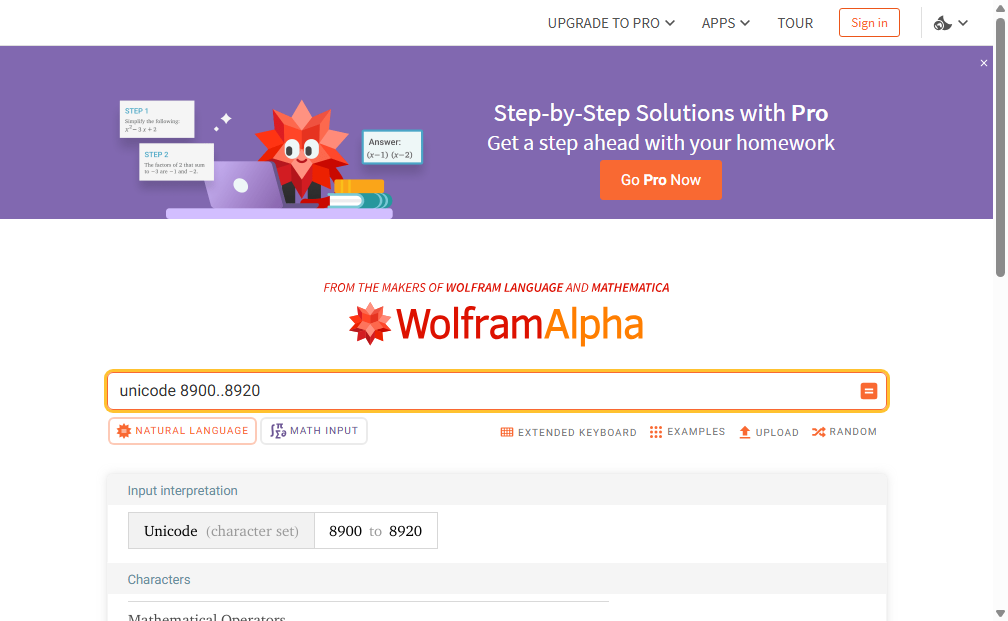 UPGRADE TO PRO APPS TOUR Sign in
STEP 1
Simplify the following:
x²− 3 x + 2
STEP 2
The factors of 2 that sum
to −3 are −1 and −2.
Answer:
(x−1) (x−2)
Step-by-Step Solutions with Pro
Get a step ahead with your homework
Go Pro Now
FROM THE MAKERS OF WOLFRAM LANGUAGE AND MATHEMATICA
WolframAlpha
unicode 8900..8920
NATURAL LANGUAGE MATH INPUT EXTENDED KEYBOARD EXAMPLES UPLOAD RANDOM
Input interpretation
Unicode (character set) 8900 to 8920
Characters
Mathematical Operators